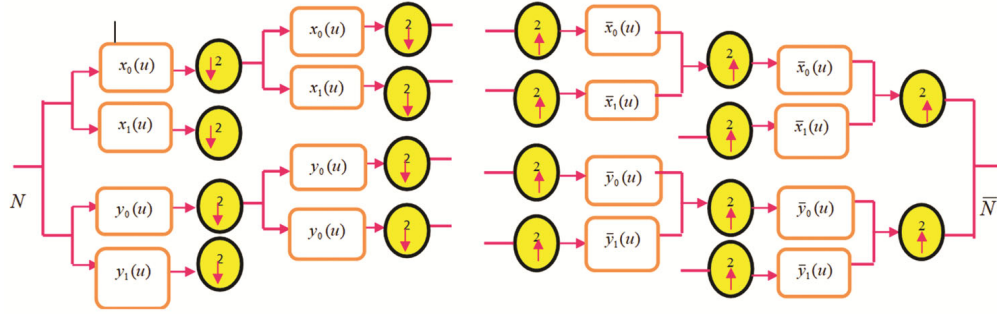 x₀(u) 2 x₀(u) 2
x₁(u) 2 x₁(u) 2
N
y₀(u) 2 y₀(u) 2
y₁(u) 2 y₀(u) 2
2 x̄₀(u) 2 x̄₀(u) 2
2 x̄₁(u) 2 x̄₁(u)
N̄
2 ȳ₀(u) 2 ȳ₀(u) 2
2 ȳ₁(u) 2 ȳ₁(u)